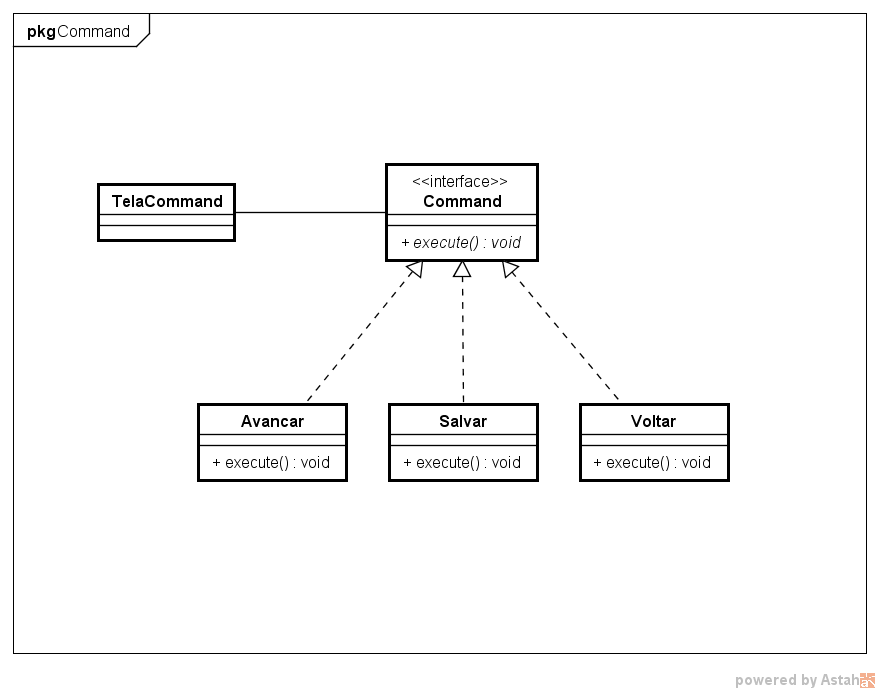 pkgCommand
TelaCommand
<<interface>>
Command
+ execute() : void
Avancar
+ execute() : void
Salvar
+ execute() : void
Voltar
+ execute() : void
powered by Astah